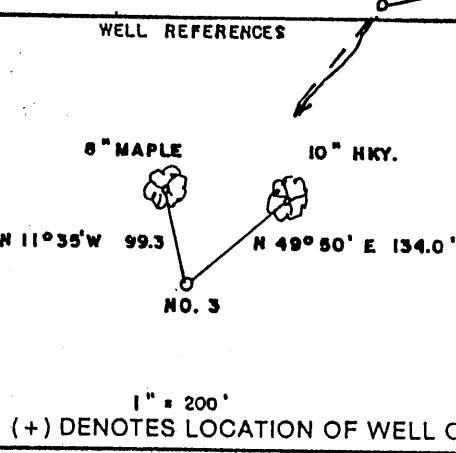 WELL REFERENCES
8" MAPLE
10" HKY.
N 11°35'W 99.3
N 49°50' E 134.0'
NO. 3
1" = 200'
(+) DENOTES LOCATION OF WELL